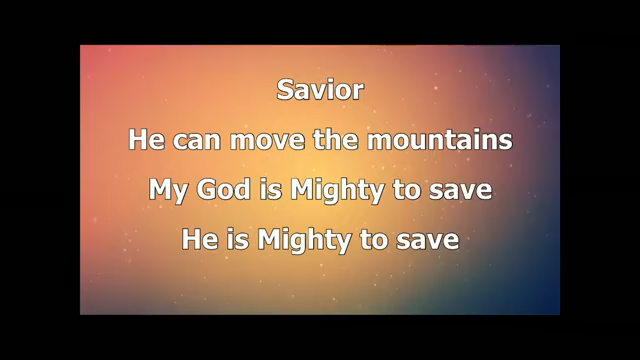 Savior
He can move the mountains
My God is Mighty to save
He is Mighty to save